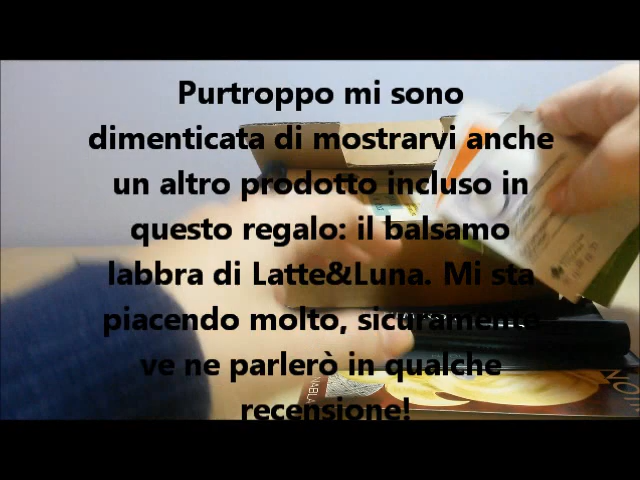 Purtroppo mi sono
dimenticata di mostrarvi anche
un altro prodotto incluso in
questo regalo: il balsamo
labbra di Latte&Luna. Mi sta
piacendo molto, sicuramente
ve ne parlerò in qualche
recensione!